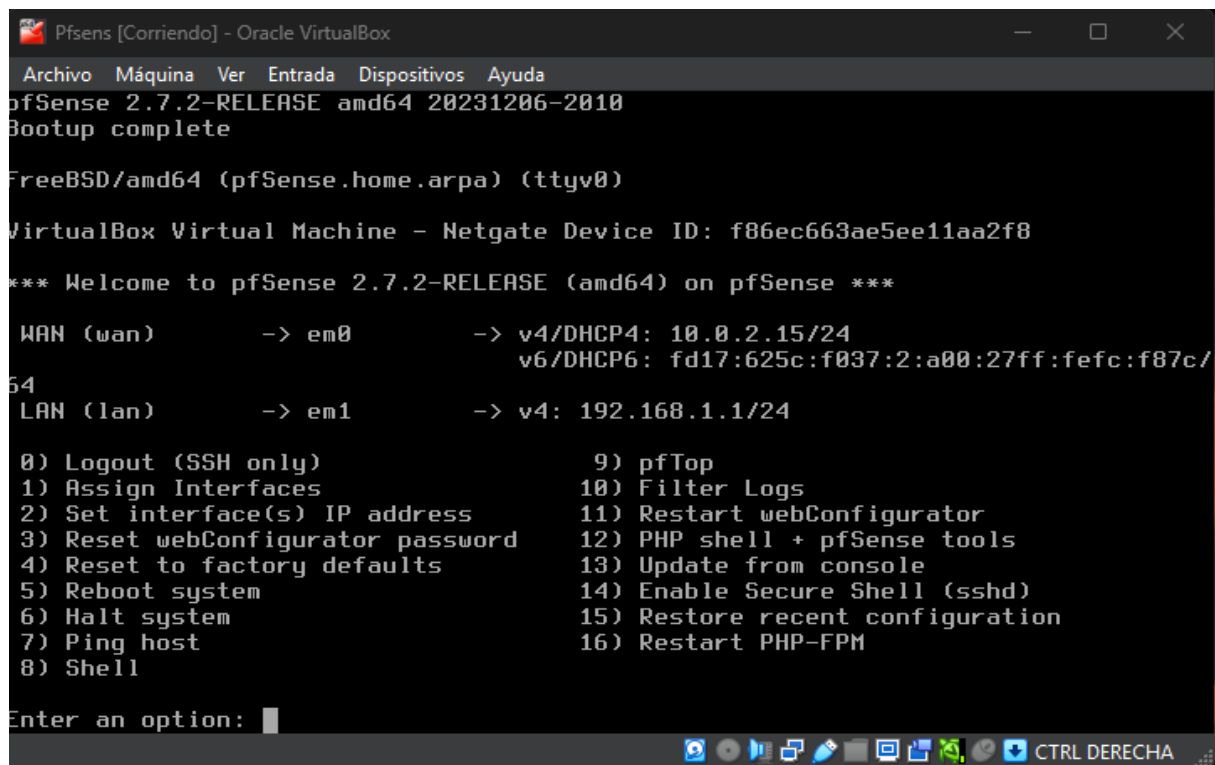 Pfsens [Corriendo] - Oracle VirtualBox
Archivo Máquina Ver Entrada Dispositivos Ayuda
pfSense 2.7.2-RELEASE amd64 20231206-2010
Bootup complete
FreeBSD/amd64 (pfSense.home.arpa) (ttyv0)
VirtualBox Virtual Machine - Netgate Device ID: f86ec663ae5ee11aa2f8
*** Welcome to pfSense 2.7.2-RELEASE (amd64) on pfSense ***
WAN (wan) -> em0 -> v4/DHCP4: 10.0.2.15/24
v6/DHCP6: fd17:625c:f037:2:a00:27ff:fefc:f87c/
64
LAN (lan) -> em1 -> v4: 192.168.1.1/24
0) Logout (SSH only) 9) pfTop
1) Assign Interfaces 10) Filter Logs
2) Set interface(s) IP address 11) Restart webConfigurator
3) Reset webConfigurator password 12) PHP shell + pfSense tools
4) Reset to factory defaults 13) Update from console
5) Reboot system 14) Enable Secure Shell (sshd)
6) Halt system 15) Restore recent configuration
7) Ping host 16) Restart PHP-FPM
8) Shell
Enter an option:
CTRL DERECHA